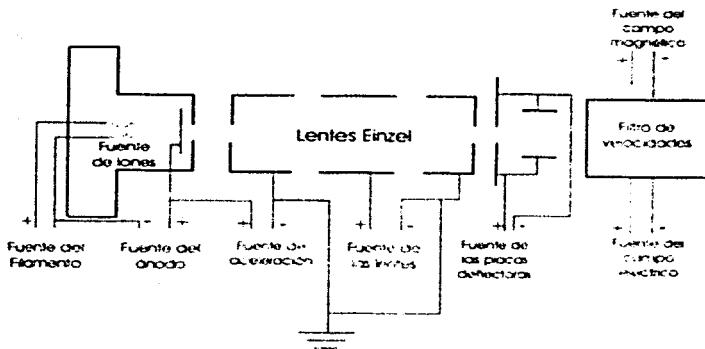 Fuente del
campo
magnético
+
-
Lentes Einzel
Filtro de
velocidades
Fuente
de iones
+
-
-
+
+
-
+
-
+
-
+
-
Fuente del
Filamento
Fuente del
ánodo
Fuente de
aceleración
Fuente de
las lentes
Fuente de
las placas
deflectoras
Fuente del
campo
eléctrico